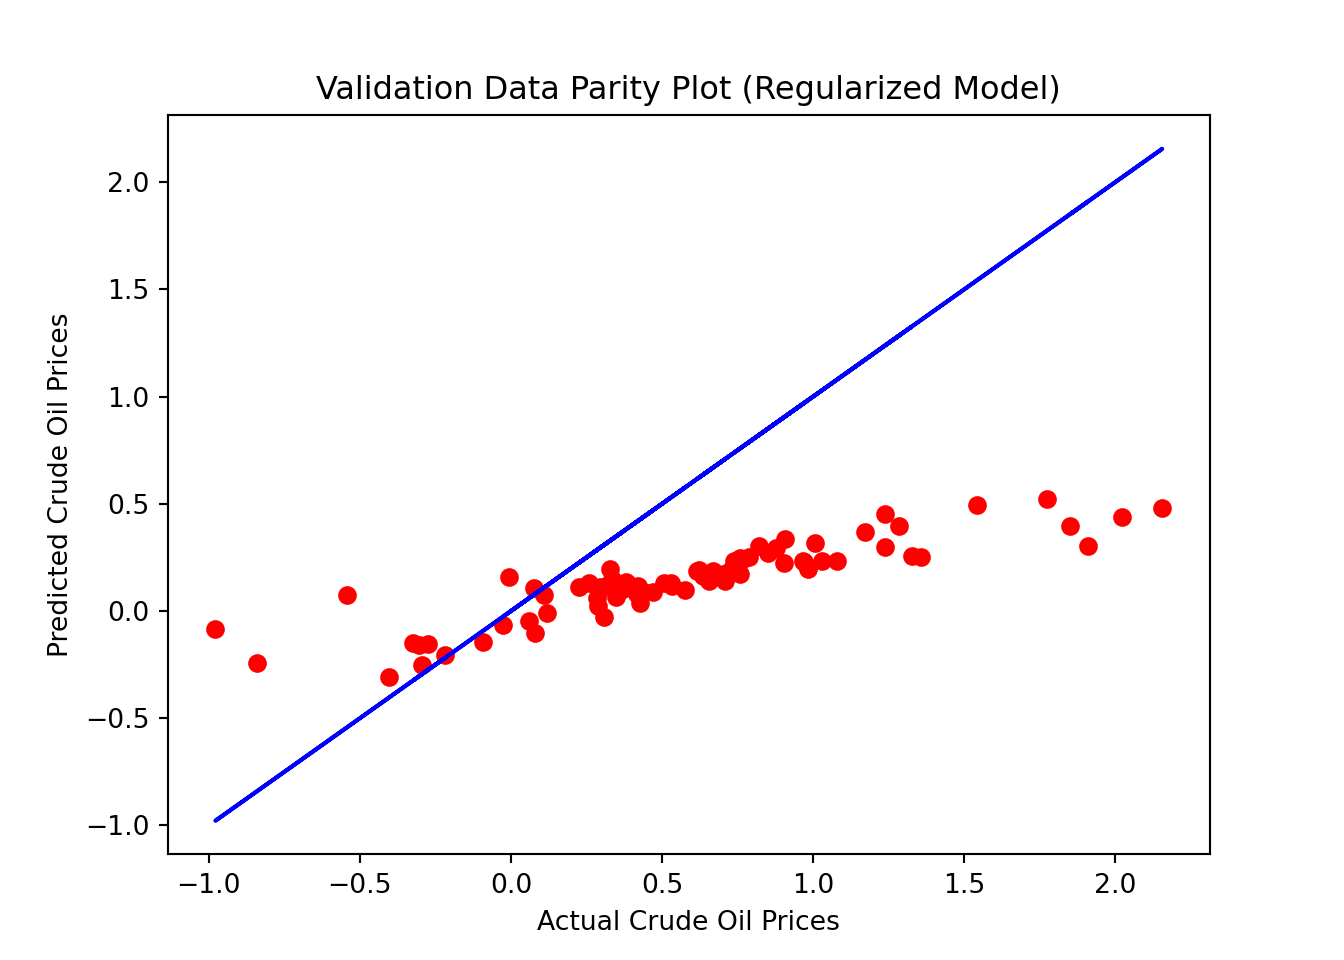 Validation Data Parity Plot (Regularized Model)
2.0
1.5
1.0
0.5
0.0
−0.5
−1.0
Predicted Crude Oil Prices
−1.0 −0.5 0.0 0.5 1.0 1.5 2.0
Actual Crude Oil Prices